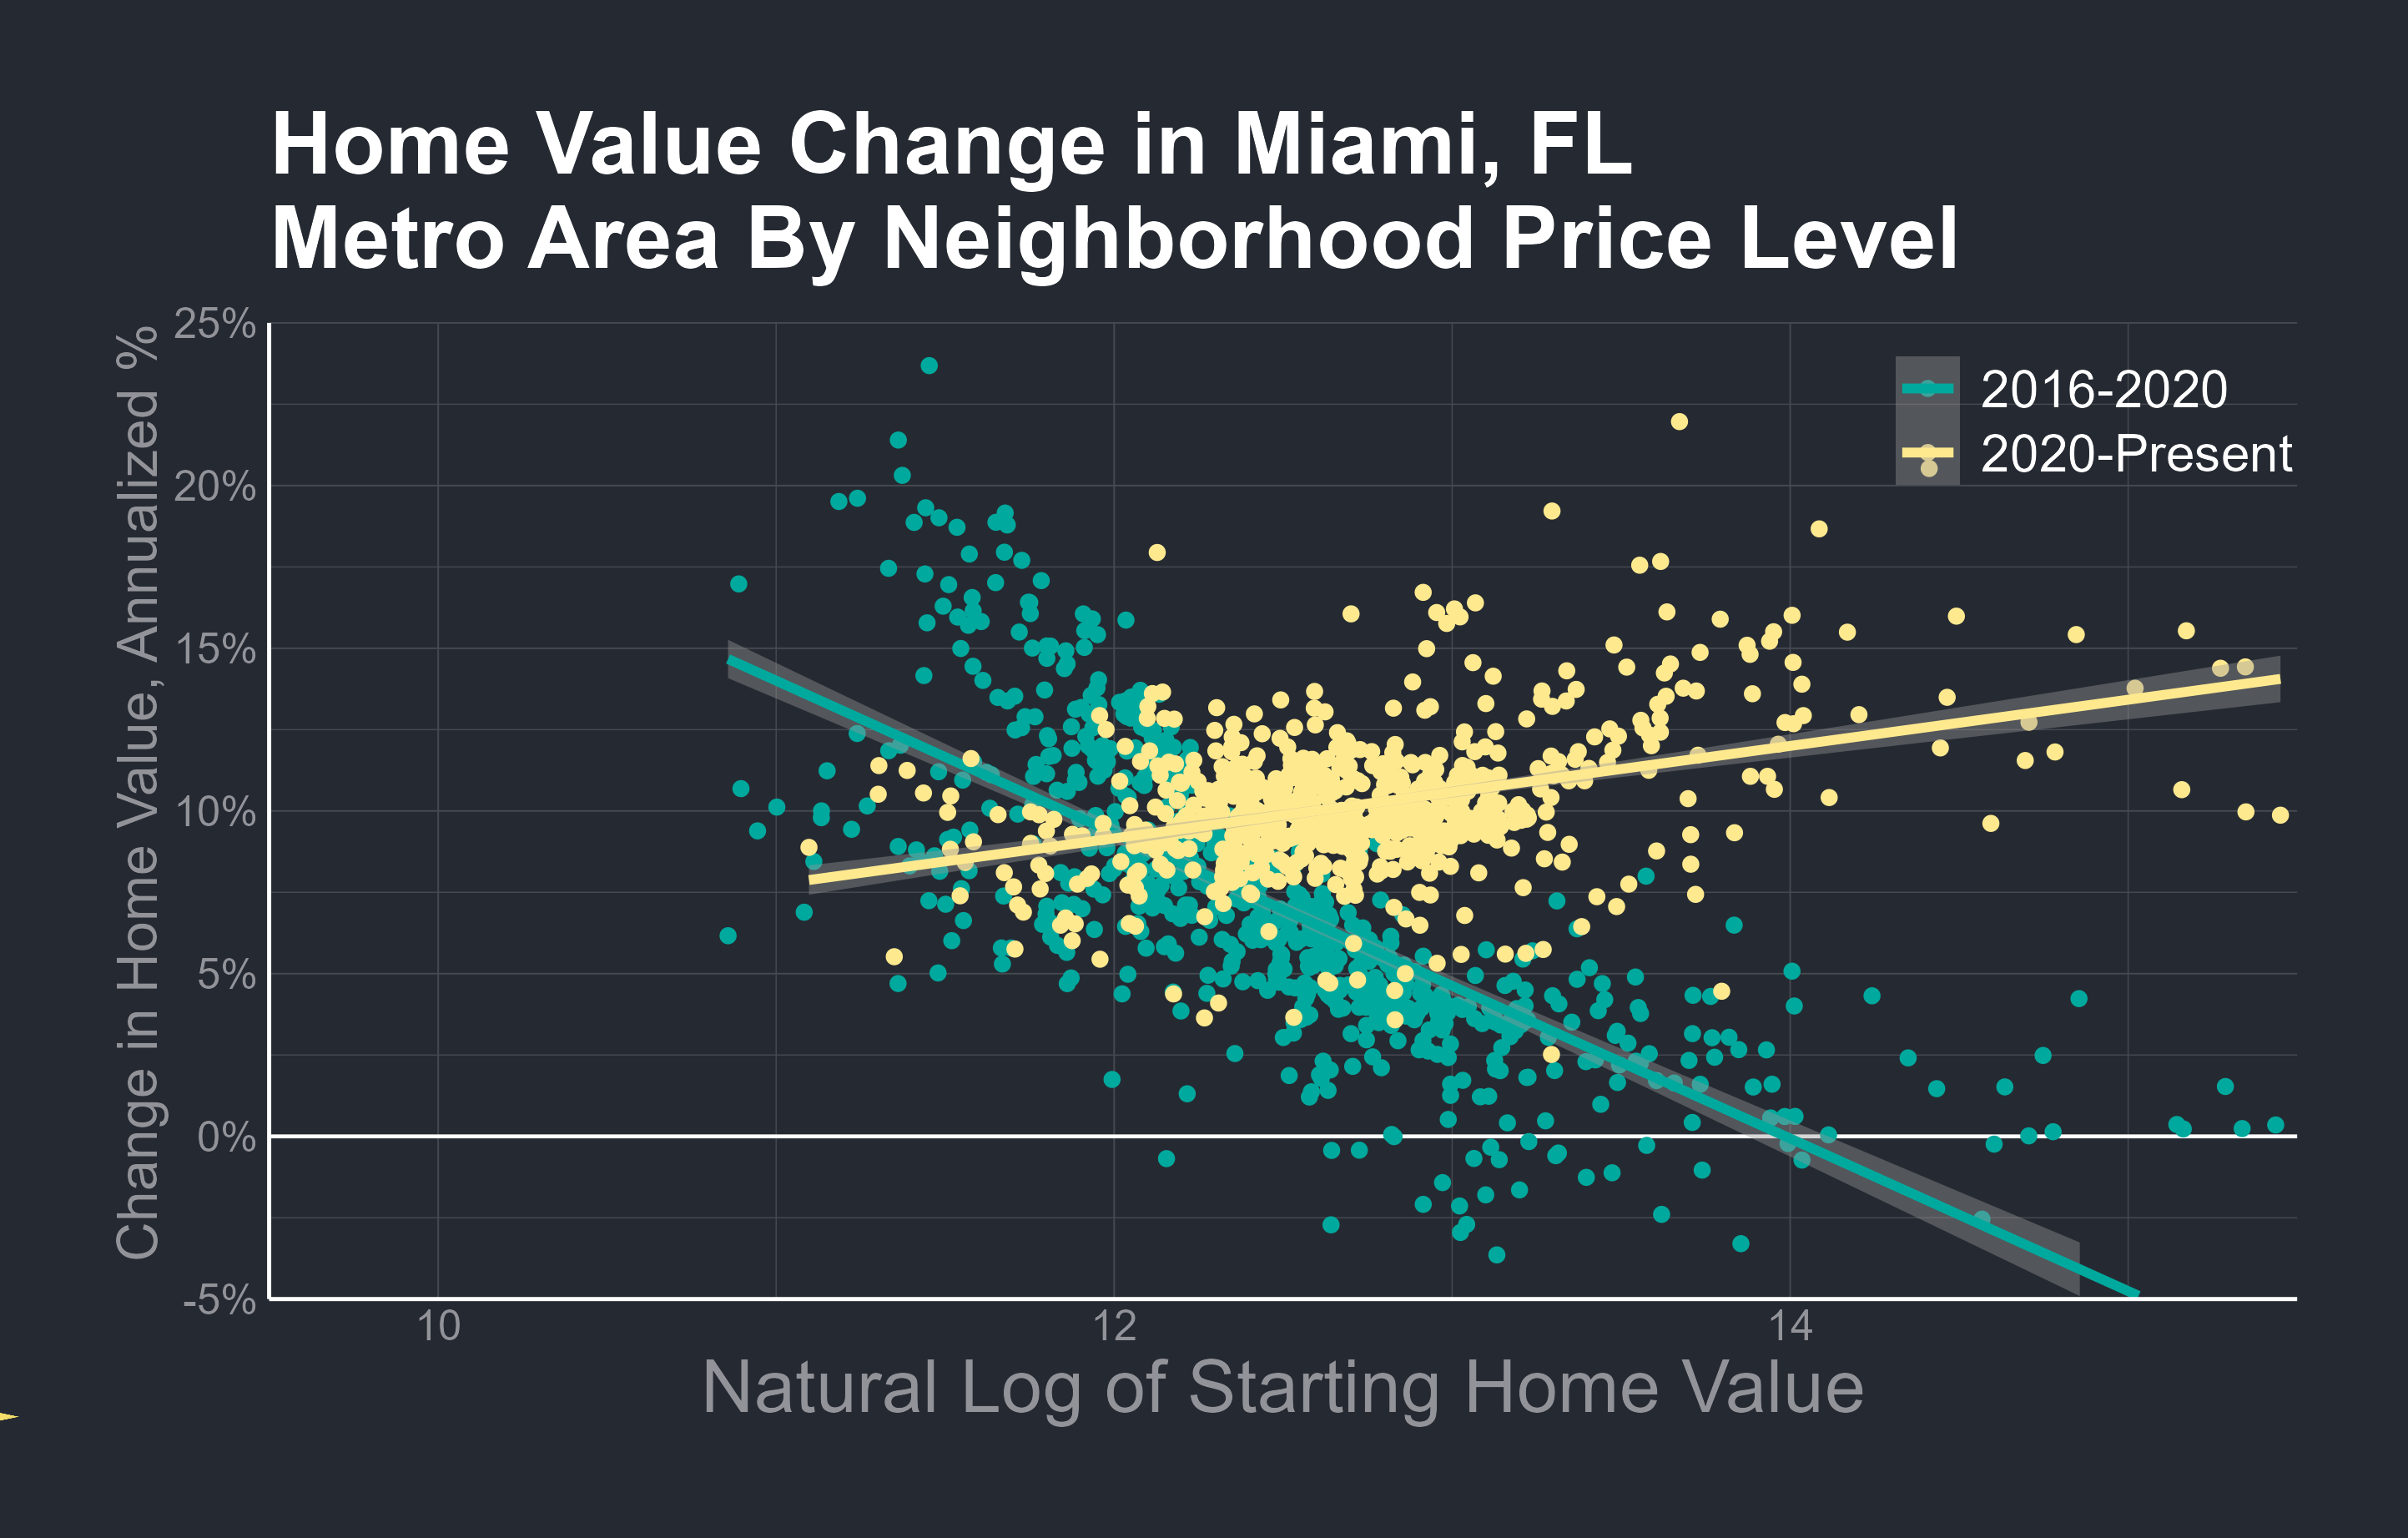 Home Value Change in Miami, FL
Metro Area By Neighborhood Price Level
Change in Home Value, Annualized %
25%
20%
15%
10%
5%
0%
-5%
2016-2020
2020-Present
10
12
14
Natural Log of Starting Home Value